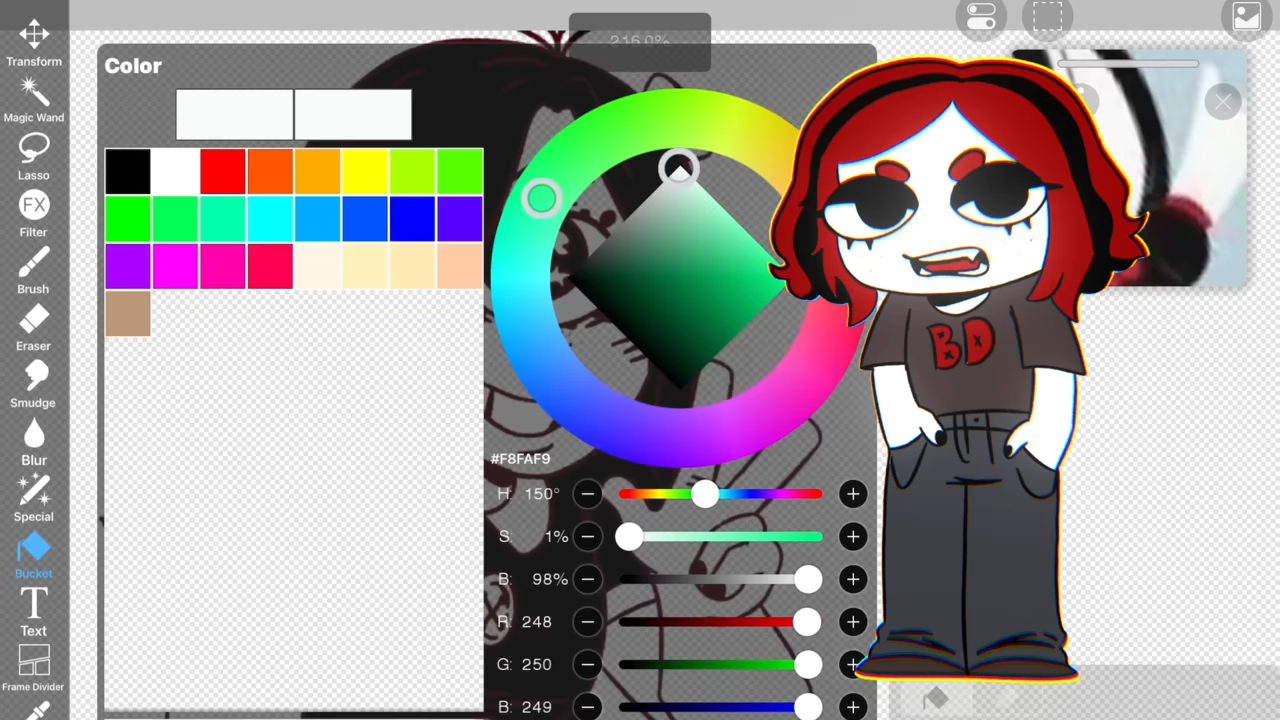 216.0%
Color
Transform
Magic Wand
Lasso
FX
Filter
Brush
Eraser
Smudge
Blur
Special
Bucket
T
Text
Frame Divider
#F8FAF9
H: 150°
S: 1%
B: 98%
R: 248
G: 250
B: 249
BD